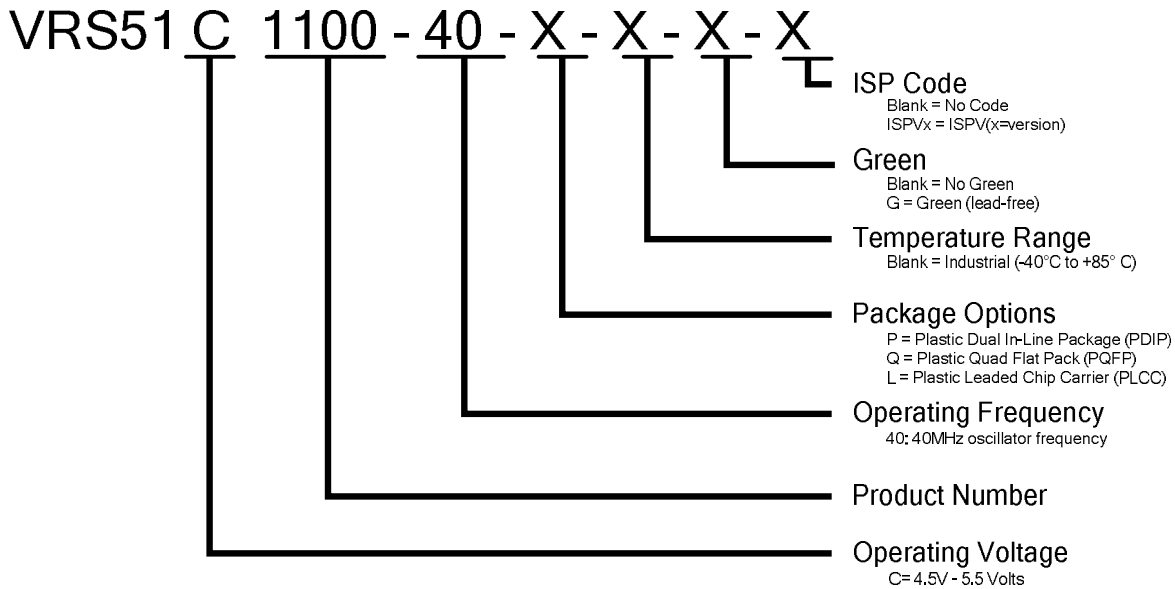 VRS51 C 1100 - 40 - X - X - X - X
ISP Code
Blank = No Code
ISPVx = ISPV(x=version)
Green
Blank = No Green
G = Green (lead-free)
Temperature Range
Blank = Industrial (-40°C to +85° C)
Package Options
P = Plastic Dual In-Line Package (PDIP)
Q = Plastic Quad Flat Pack (PQFP)
L = Plastic Leaded Chip Carrier (PLCC)
Operating Frequency
40: 40MHz oscillator frequency
Product Number
Operating Voltage
C= 4.5V - 5.5 Volts